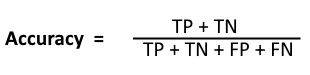 TP + TN
Accuracy =
TP + TN + FP + FN